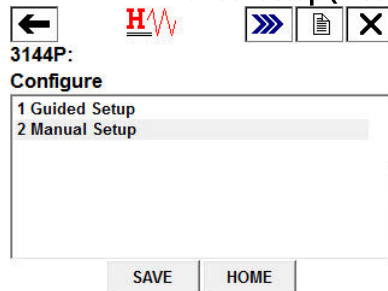 H
3144P:
Configure
1 Guided Setup
2 Manual Setup
SAVE HOME